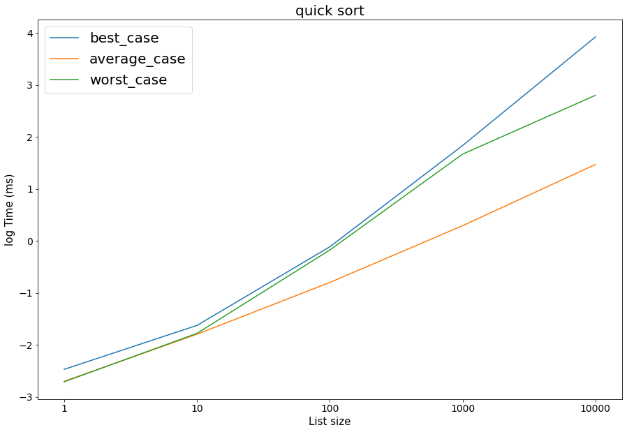 quick sort
best_case
average_case
worst_case
log Time (ms)
4
3
2
1
0
−1
−2
−3
1 10 100 1000 10000
List size